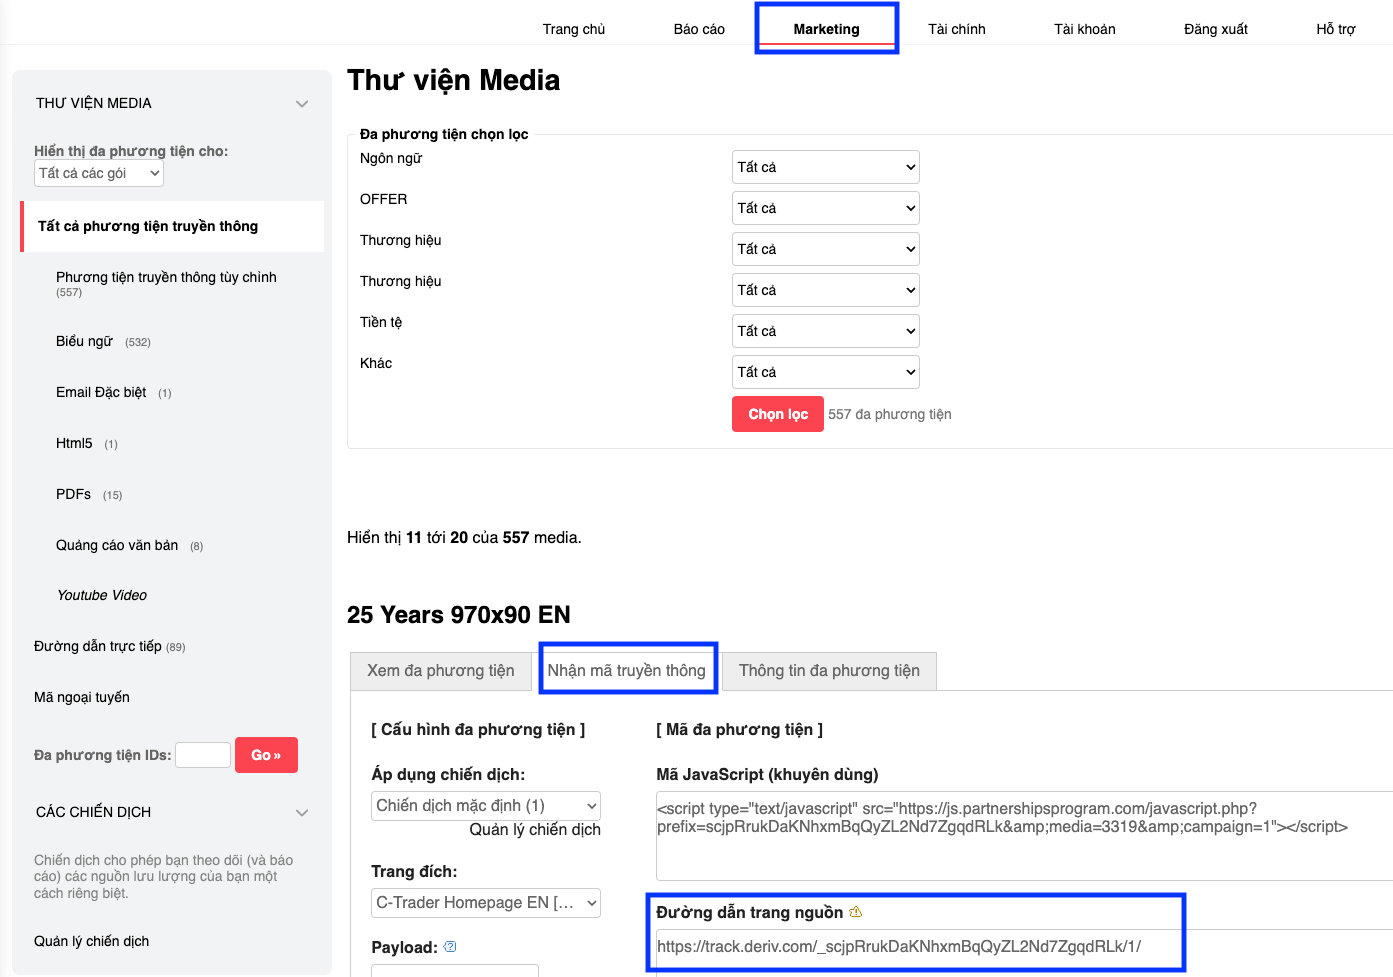 Trang chủ
Báo cáo
Marketing
Tài chính
Tài khoản
Đăng xuất
Hỗ trợ
THƯ VIỆN MEDIA
Hiển thị đa phương tiện cho:
Tất cả các gói
Tất cả phương tiện truyền thông
Phương tiện truyền thông tùy chỉnh
(557)
Biểu ngữ (532)
Email Đặc biệt (1)
Html5 (1)
PDFs (15)
Quảng cáo văn bản (8)
Youtube Video
Đường dẫn trực tiếp (89)
Mã ngoại tuyến
Đa phương tiện IDs: Go »
CÁC CHIẾN DỊCH
Chiến dịch cho phép bạn theo dõi (và báo
cáo) các nguồn lưu lượng của bạn một
cách riêng biệt.
Quản lý chiến dịch
Thư viện Media
Đa phương tiện chọn lọc
Ngôn ngữ Tất cả
OFFER Tất cả
Thương hiệu Tất cả
Thương hiệu Tất cả
Tiền tệ Tất cả
Khác Tất cả
Chọn lọc 557 đa phương tiện
Hiển thị 11 tới 20 của 557 media.
25 Years 970x90 EN
Xem đa phương tiện
Nhận mã truyền thông
Thông tin đa phương tiện
[ Cấu hình đa phương tiện ]
Áp dụng chiến dịch:
Chiến dịch mặc định (1)
Quản lý chiến dịch
Trang đích:
C-Trader Homepage EN [...
Payload:
[ Mã đa phương tiện ]
Mã JavaScript (khuyên dùng)
<script type="text/javascript" src="https://js.partnershipsprogram.com/javascript.php?
prefix=scjpRrukDaKNhxmBqQyZL2Nd7ZgqdRLk&amp;media=3319&amp;campaign=1"></script>
Đường dẫn trang nguồn
https://track.deriv.com/_scjpRrukDaKNhxmBqQyZL2Nd7ZgqdRLk/1/